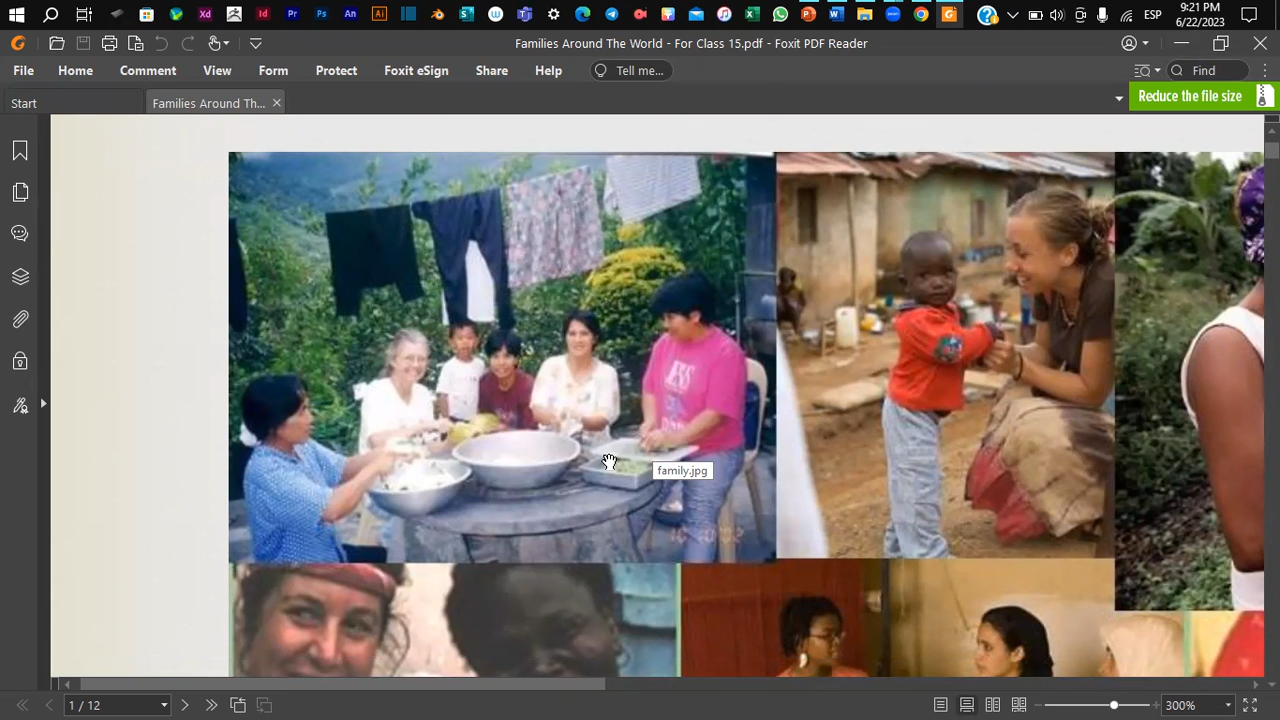 9:21 PM
ESP
6/22/2023
Families Around The World - For Class 15.pdf - Foxit PDF Reader
File Home Comment View Form Protect Foxit eSign Share Help Tell me... Find
Start Families Around Th...
Reduce the file size
JESS
family.jpg
1 / 12
300%